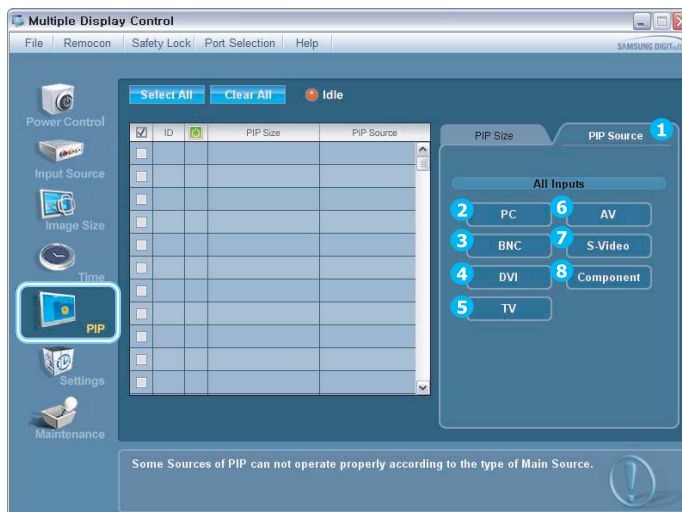 Multiple Display Control
File Remocon Safety Lock Port Selection Help
SAMSUNG DIGITall
Select All Clear All Idle
Power Control
Input Source
Image Size
Time
PIP
Settings
Maintenance
ID PIP Size PIP Source
PIP Size PIP Source 1
All Inputs
2 PC 6 AV
3 BNC 7 S-Video
4 DVI 8 Component
5 TV
Some Sources of PIP can not operate properly according to the type of Main Source.